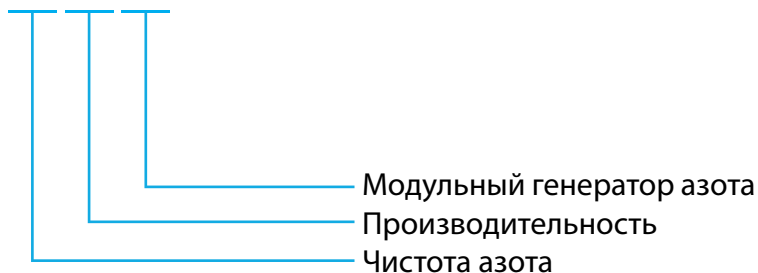 Модульный генератор азота
Производительность
Чистота азота